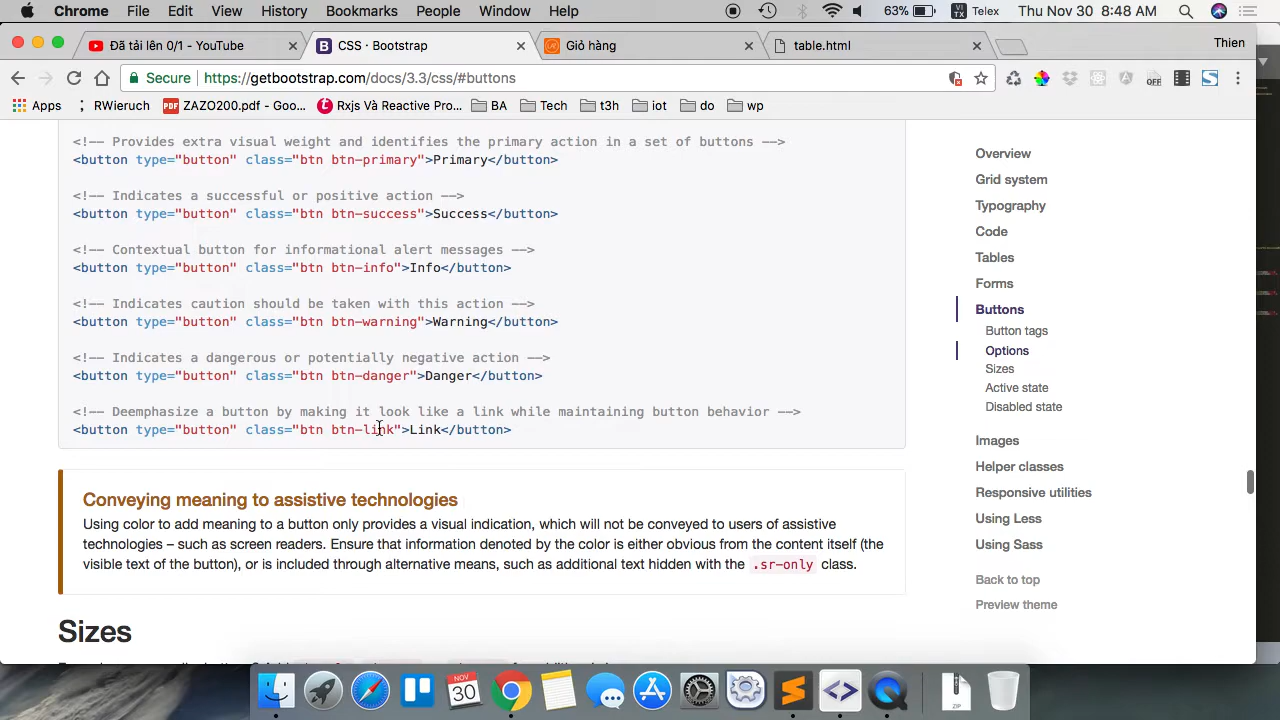 Chrome File Edit View History Bookmarks People Window Help 63% VI TX Telex Thu Nov 30 8:48 AM
Đã tải lên 0/1 - YouTube CSS · Bootstrap Giỏ hàng table.html Thien
Secure https://getbootstrap.com/docs/3.3/css/#buttons OFF
Apps RWieruch ZAZO200.pdf - Goo... Rxjs Và Reactive Pro... BA Tech t3h iot do wp
<!-- Provides extra visual weight and identifies the primary action in a set of buttons -->
<button type="button" class="btn btn-primary">Primary</button>
<!-- Indicates a successful or positive action -->
<button type="button" class="btn btn-success">Success</button>
<!-- Contextual button for informational alert messages -->
<button type="button" class="btn btn-info">Info</button>
<!-- Indicates caution should be taken with this action -->
<button type="button" class="btn btn-warning">Warning</button>
<!-- Indicates a dangerous or potentially negative action -->
<button type="button" class="btn btn-danger">Danger</button>
<!-- Deemphasize a button by making it look like a link while maintaining button behavior -->
<button type="button" class="btn btn-link">Link</button>
Conveying meaning to assistive technologies
Using color to add meaning to a button only provides a visual indication, which will not be conveyed to users of assistive
technologies – such as screen readers. Ensure that information denoted by the color is either obvious from the content itself (the
visible text of the button), or is included through alternative means, such as additional text hidden with the .sr-only class.
Sizes
Overview
Grid system
Typography
Code
Tables
Forms
Buttons
Button tags
Options
Sizes
Active state
Disabled state
Images
Helper classes
Responsive utilities
Using Less
Using Sass
Back to top
Preview theme
NOV
30
ZIP